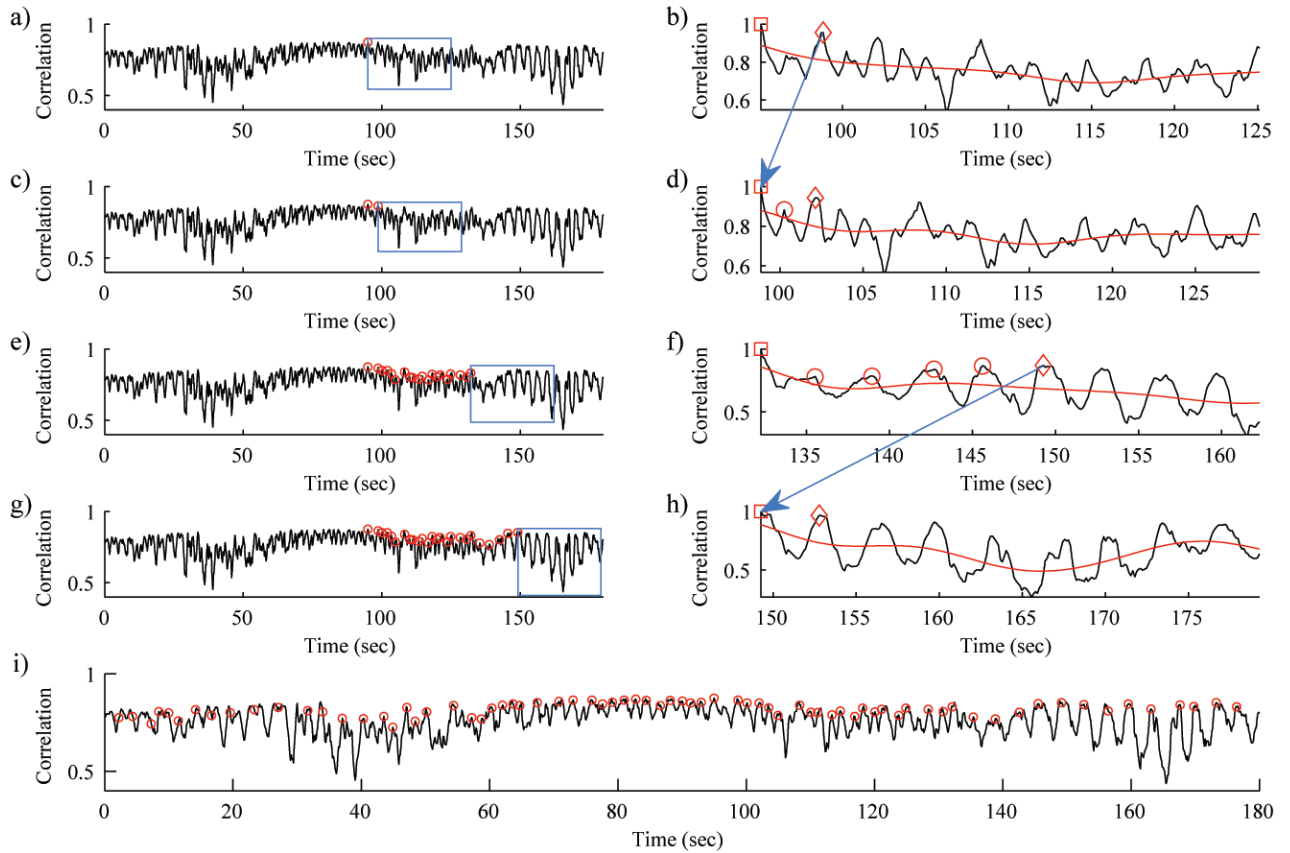 a)
Correlation
1
0.5
0 50 100 150
Time (sec)
b)
Correlation
1
0.8
0.6
100 105 110 115 120 125
Time (sec)
c)
Correlation
1
0.5
0 50 100 150
Time (sec)
d)
Correlation
1
0.8
0.6
100 105 110 115 120 125
Time (sec)
e)
Correlation
1
0.5
0 50 100 150
Time (sec)
f)
Correlation
1
0.5
135 140 145 150 155 160
Time (sec)
g)
Correlation
1
0.5
0 50 100 150
Time (sec)
h)
Correlation
1
0.5
150 155 160 165 170 175
Time (sec)
i)
Correlation
1
0.5
0 20 40 60 80 100 120 140 160 180
Time (sec)